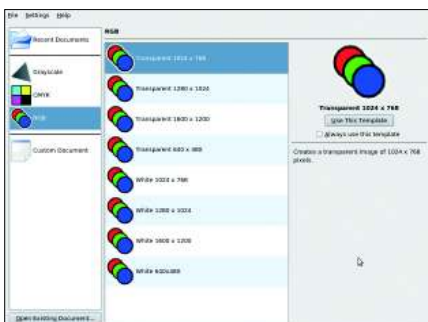 File Settings Help
Recent Documents
Grayscale
CMYK
RGB
Custom Document
Open Existing Document...
RGB
Transparent 1024 x 768
Transparent 1280 x 1024
Transparent 1600 x 1200
Transparent 640 x 480
White 1024 x 768
White 1280 x 1024
White 1600 x 1200
White 640x480
Transparent 1024 x 768
Use This Template
Always use this template
Creates a transparent image of 1024 x 768
pixels.